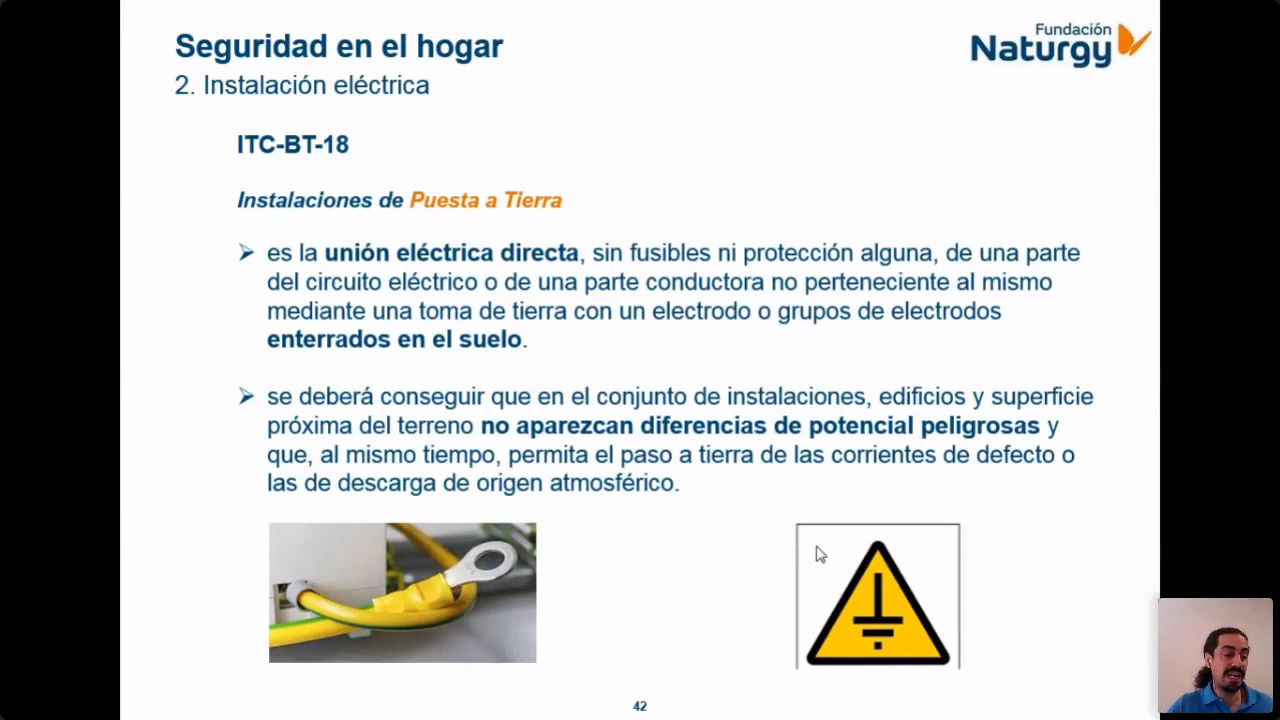 Seguridad en el hogar
2. Instalación eléctrica
Fundación
Naturgy
ITC-BT-18
Instalaciones de Puesta a Tierra
es la unión eléctrica directa, sin fusibles ni protección alguna, de una parte
del circuito eléctrico o de una parte conductora no perteneciente al mismo
mediante una toma de tierra con un electrodo o grupos de electrodos
enterrados en el suelo.
se deberá conseguir que en el conjunto de instalaciones, edificios y superficie
próxima del terreno no aparezcan diferencias de potencial peligrosas y
que, al mismo tiempo, permita el paso a tierra de las corrientes de defecto o
las de descarga de origen atmosférico.
42